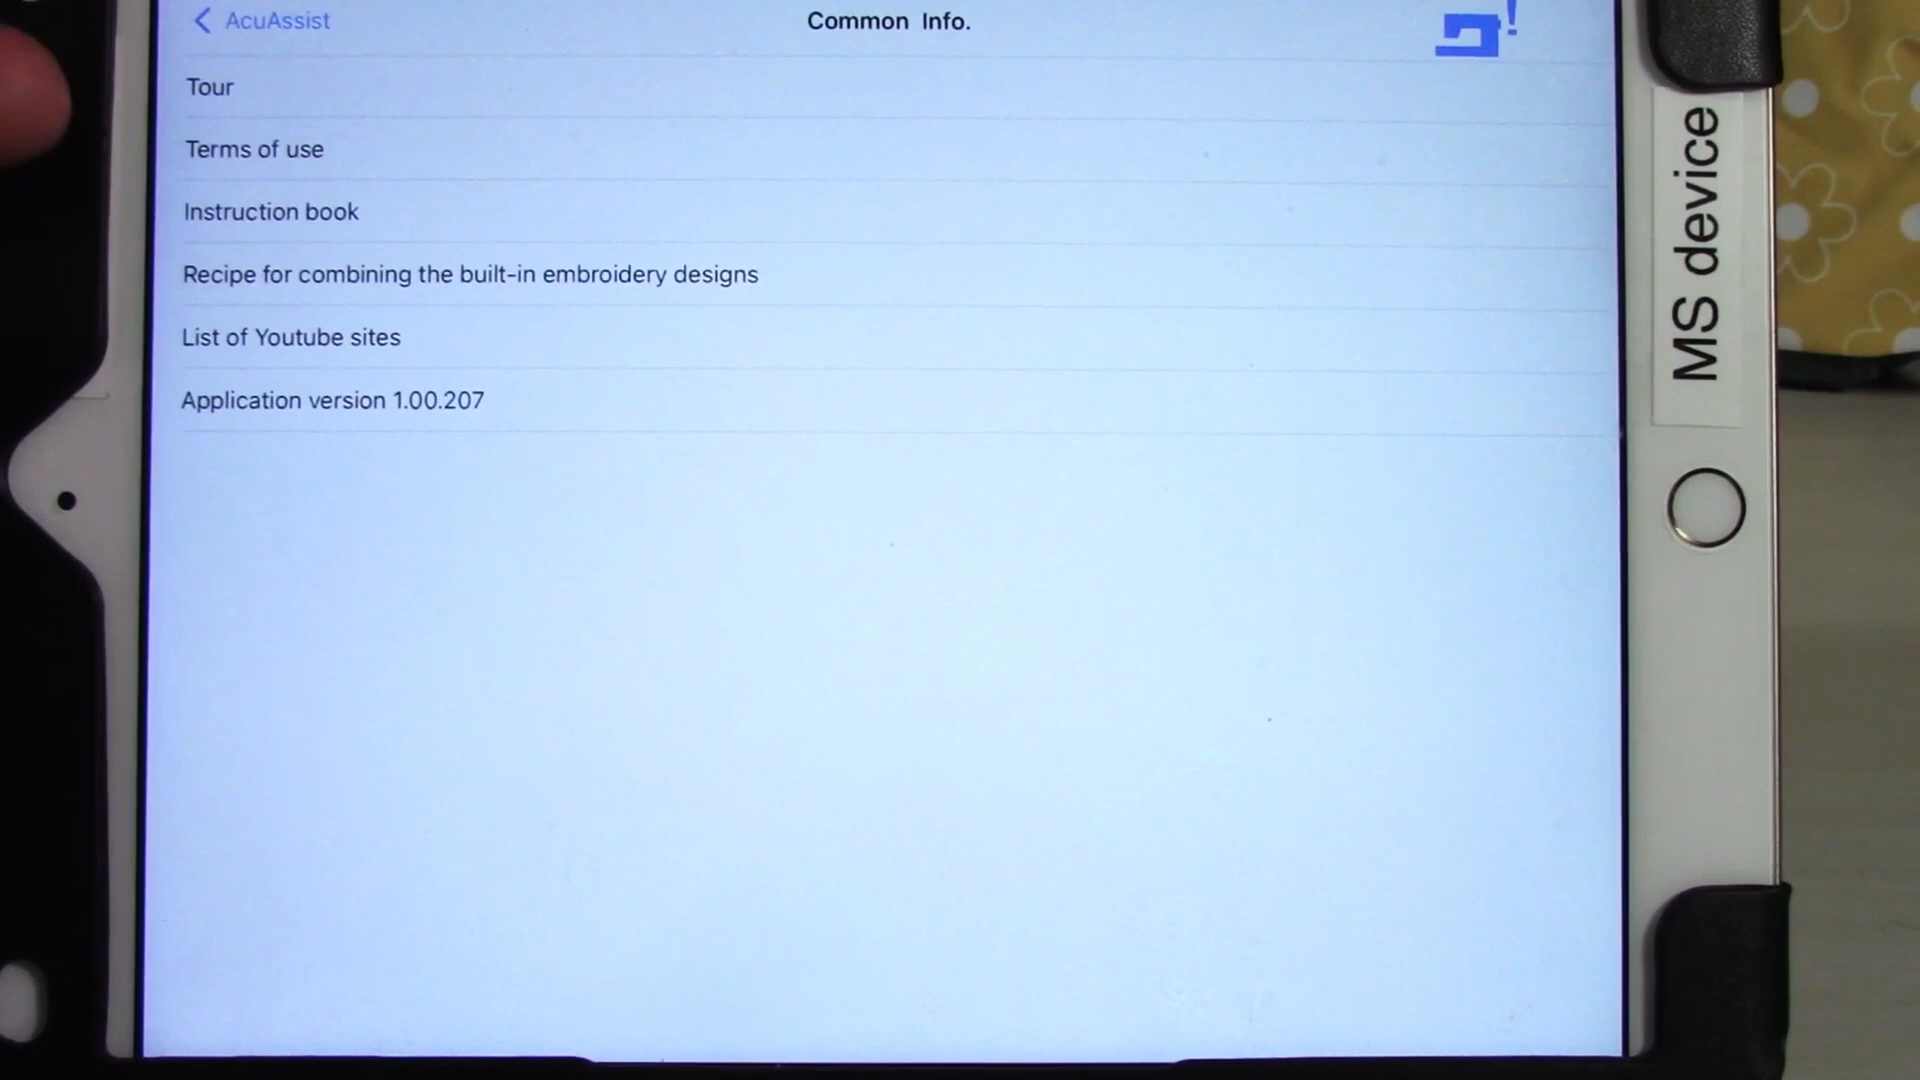 AcuAssist
Common Info.
!
Tour
Terms of use
Instruction book
Recipe for combining the built-in embroidery designs
List of Youtube sites
Application version 1.00.207
MS device